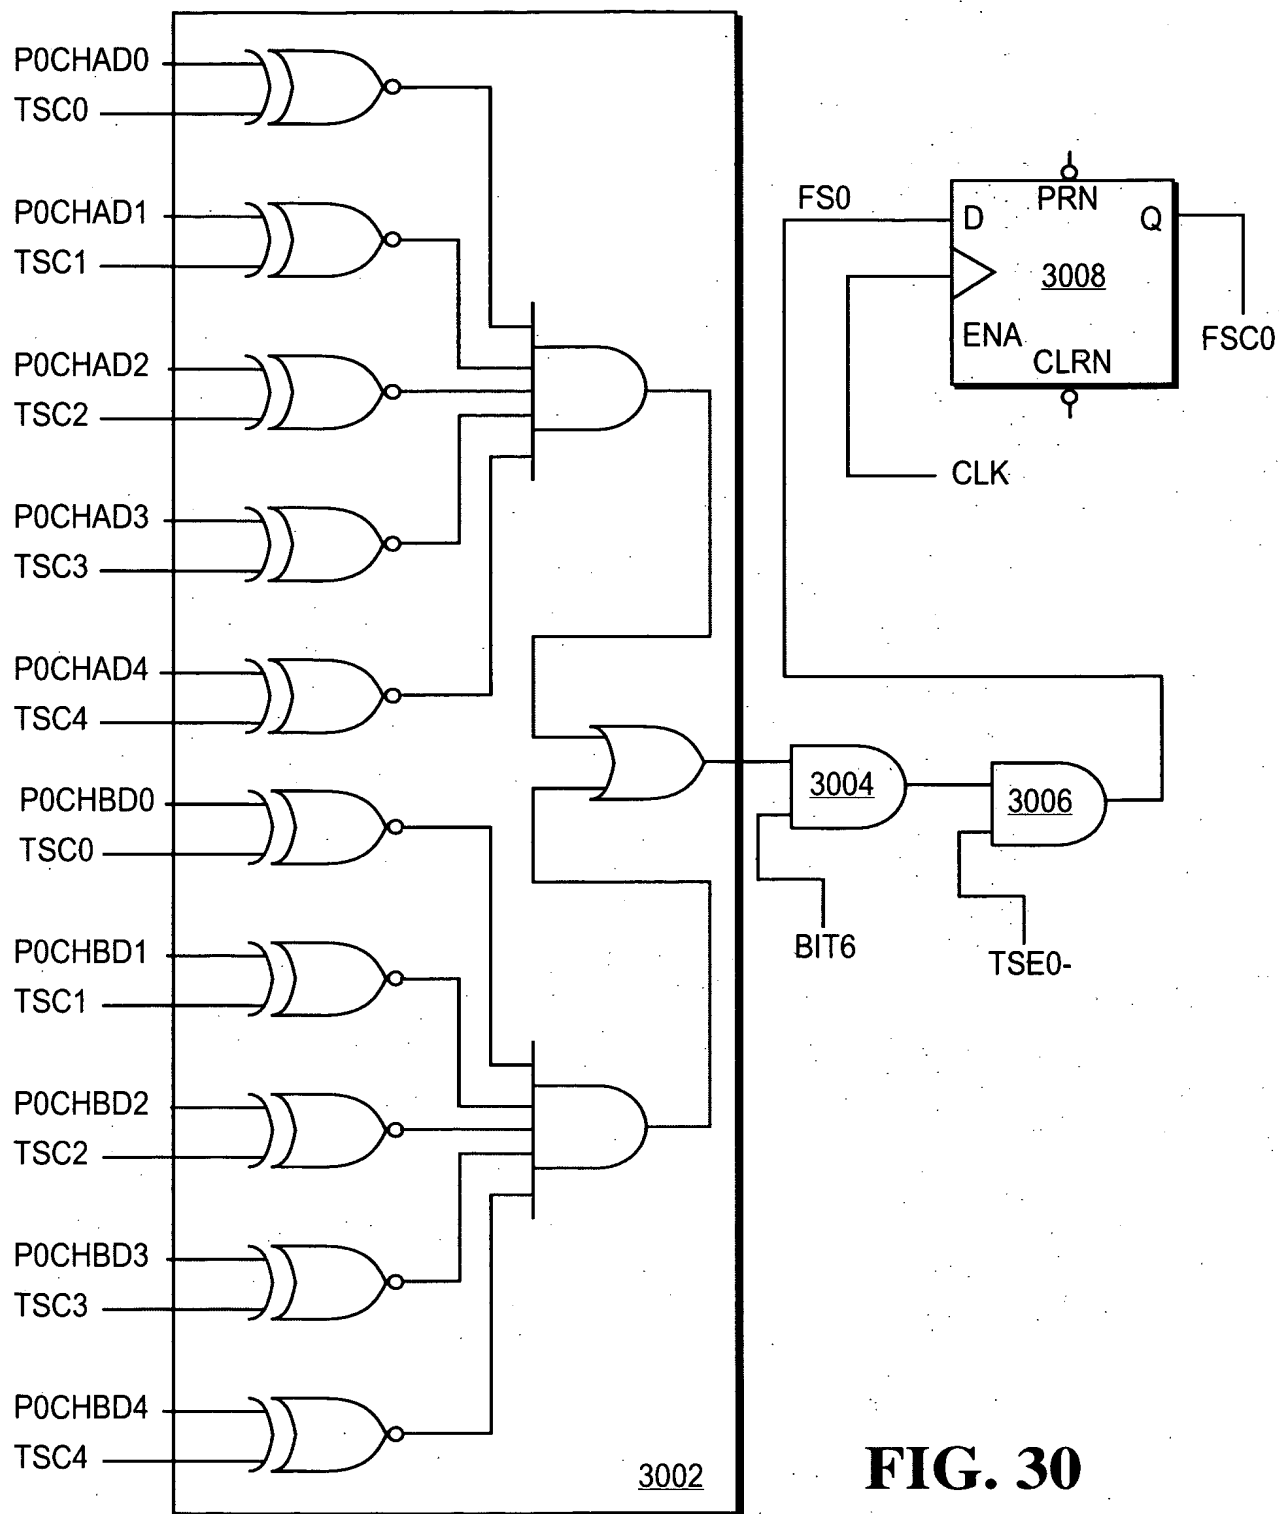 P0CHAD0
TSC0
P0CHAD1
TSC1
P0CHAD2
TSC2
P0CHAD3
TSC3
P0CHAD4
TSC4
P0CHBD0
TSC0
P0CHBD1
TSC1
P0CHBD2
TSC2
P0CHBD3
TSC3
P0CHBD4
TSC4
3002
3004
BIT6
3006
TSE0-
FS0
D
PRN
Q
3008
ENA
CLRN
FSC0
CLK
FIG. 30